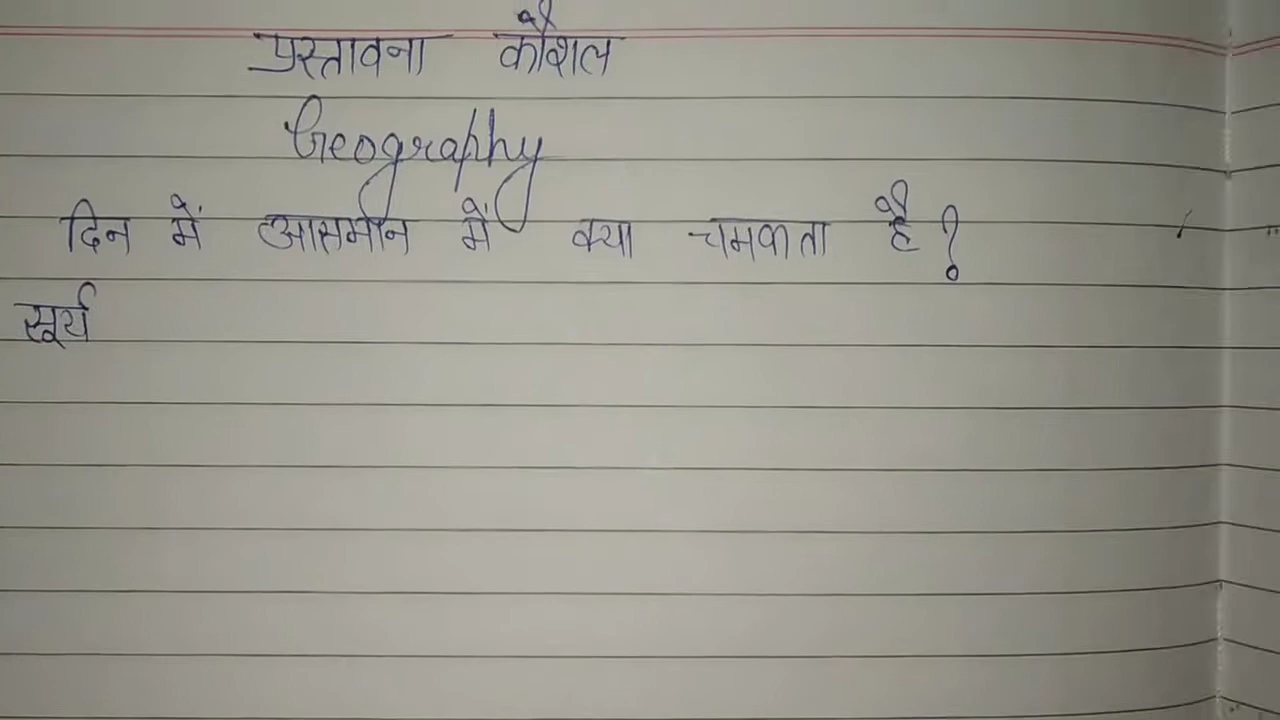 प्रस्तावना कौशल
Geography
दिन में आसमान में क्या चमकता है?
सूर्य